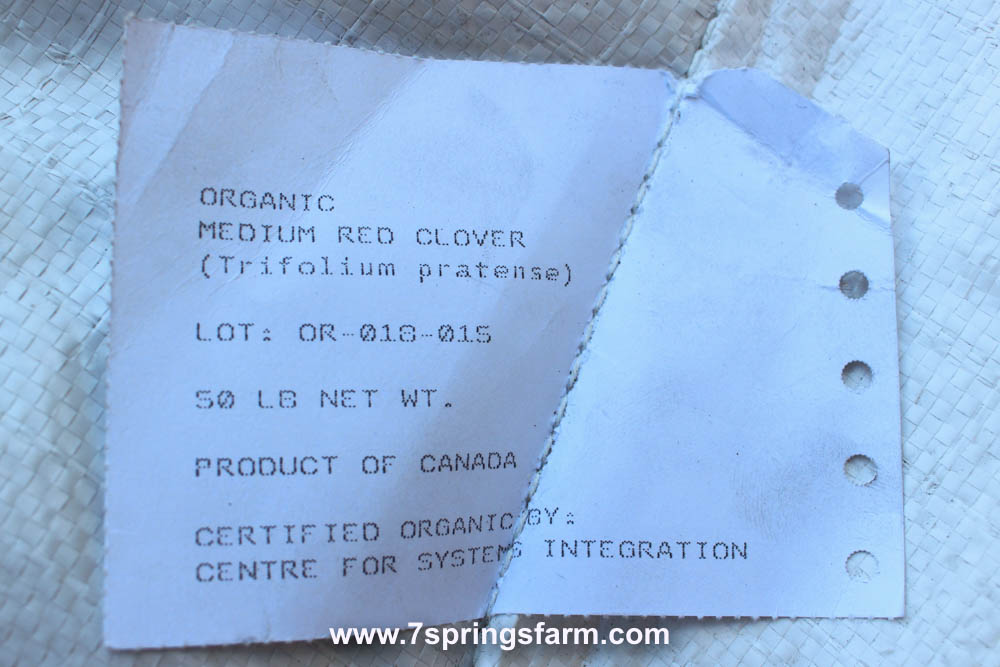 ORGANIC
MEDIUM RED CLOVER
(Trifolium pratense)
LOT: OR-018-015
50 LB NET WT.
PRODUCT OF CANADA
CERTIFIED ORGANIC BY:
CENTRE FOR SYSTEMS INTEGRATION
www.7springsfarm.com